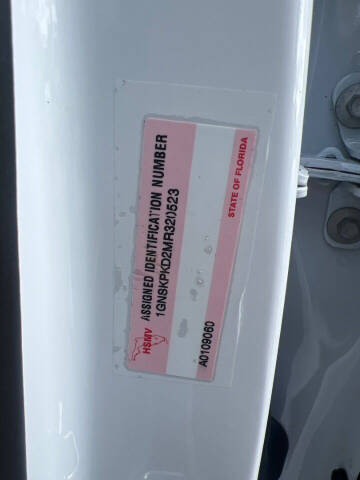 HSMV
ASSIGNED IDENTIFICATION NUMBER
1GNSKPKD2MR320523
A0109060
STATE OF FLORIDA